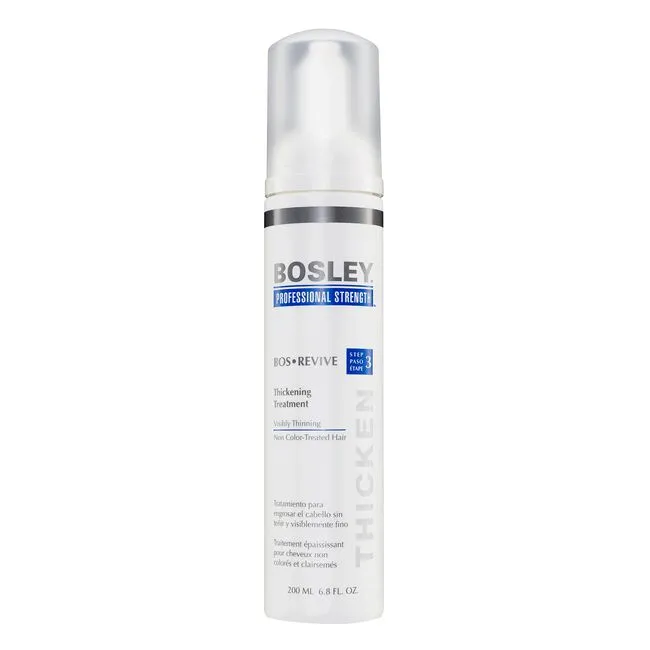 BOSLEY.
PROFESSIONAL STRENGTH
BOS•REVIVE
STEP
PASO
ÉTAPE
3
Thickening
Treatment
Visibly Thinning
Non Color-Treated Hair
THICKEN
Tratamiento para
engrosar el cabello sin
teñir y visiblemente fino
Traitement épaississant
pour cheveux non
colorés et clairsemés
200 ML 6.8 FL. OZ.